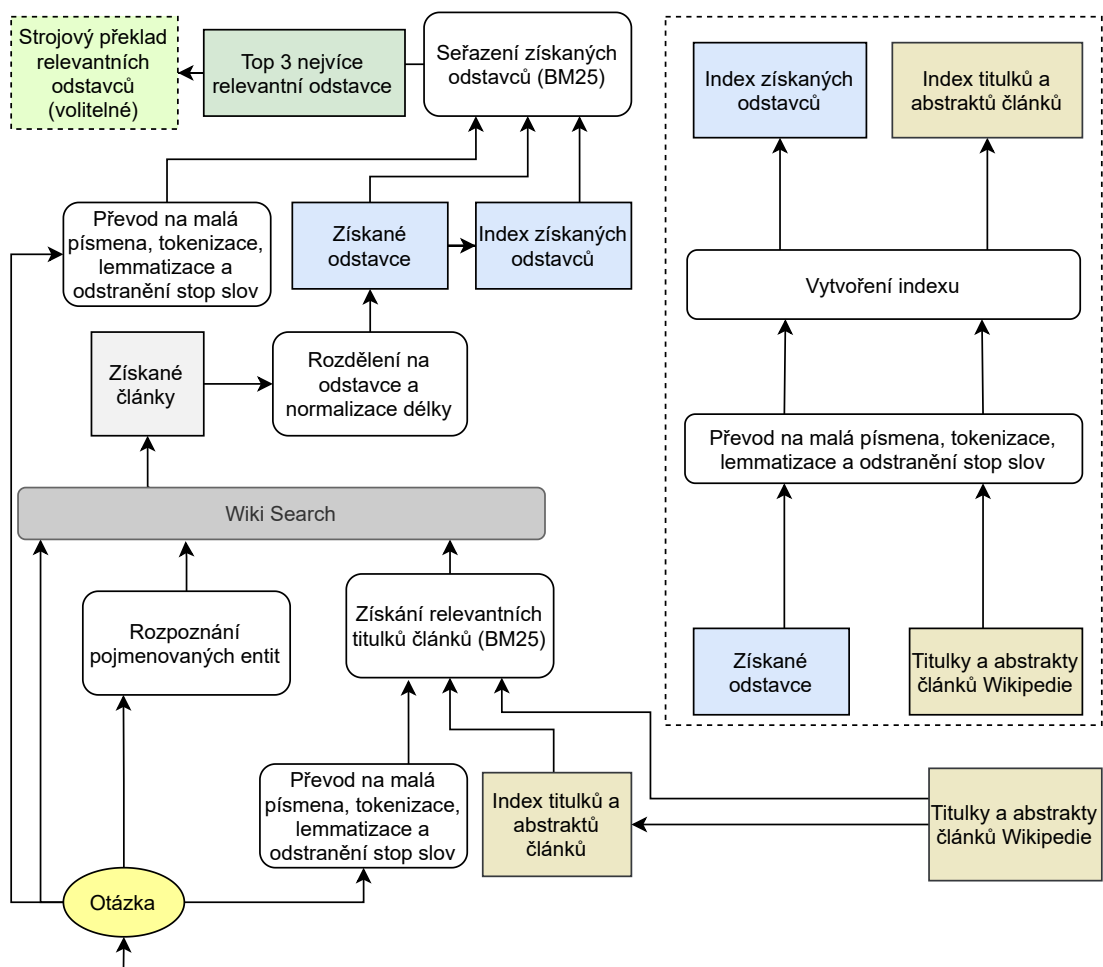 Strojový překlad
relevantních
odstavců
(volitelné)
Top 3 nejvíce
relevantní odstavce
Seřazení získaných
odstavců (BM25)
Převod na malá
písmena, tokenizace,
lemmatizace a
odstranění stop slov
Získané
odstavce
Index získaných
odstavců
Získané
články
Rozdělení na
odstavce a
normalizace délky
Wiki Search
Rozpoznání
pojmenovaných entit
Získání relevantních
titulků článků (BM25)
Převod na malá
písmena, tokenizace,
lemmatizace a
odstranění stop slov
Index titulků a
abstraktů
článků
Titulky a abstrakty
článků Wikipedie
Otázka
Index získaných
odstavců
Index titulků a
abstraktů článků
Vytvoření indexu
Převod na malá písmena, tokenizace,
lemmatizace a odstranění stop slov
Získané
odstavce
Titulky a abstrakty
článků Wikipedie